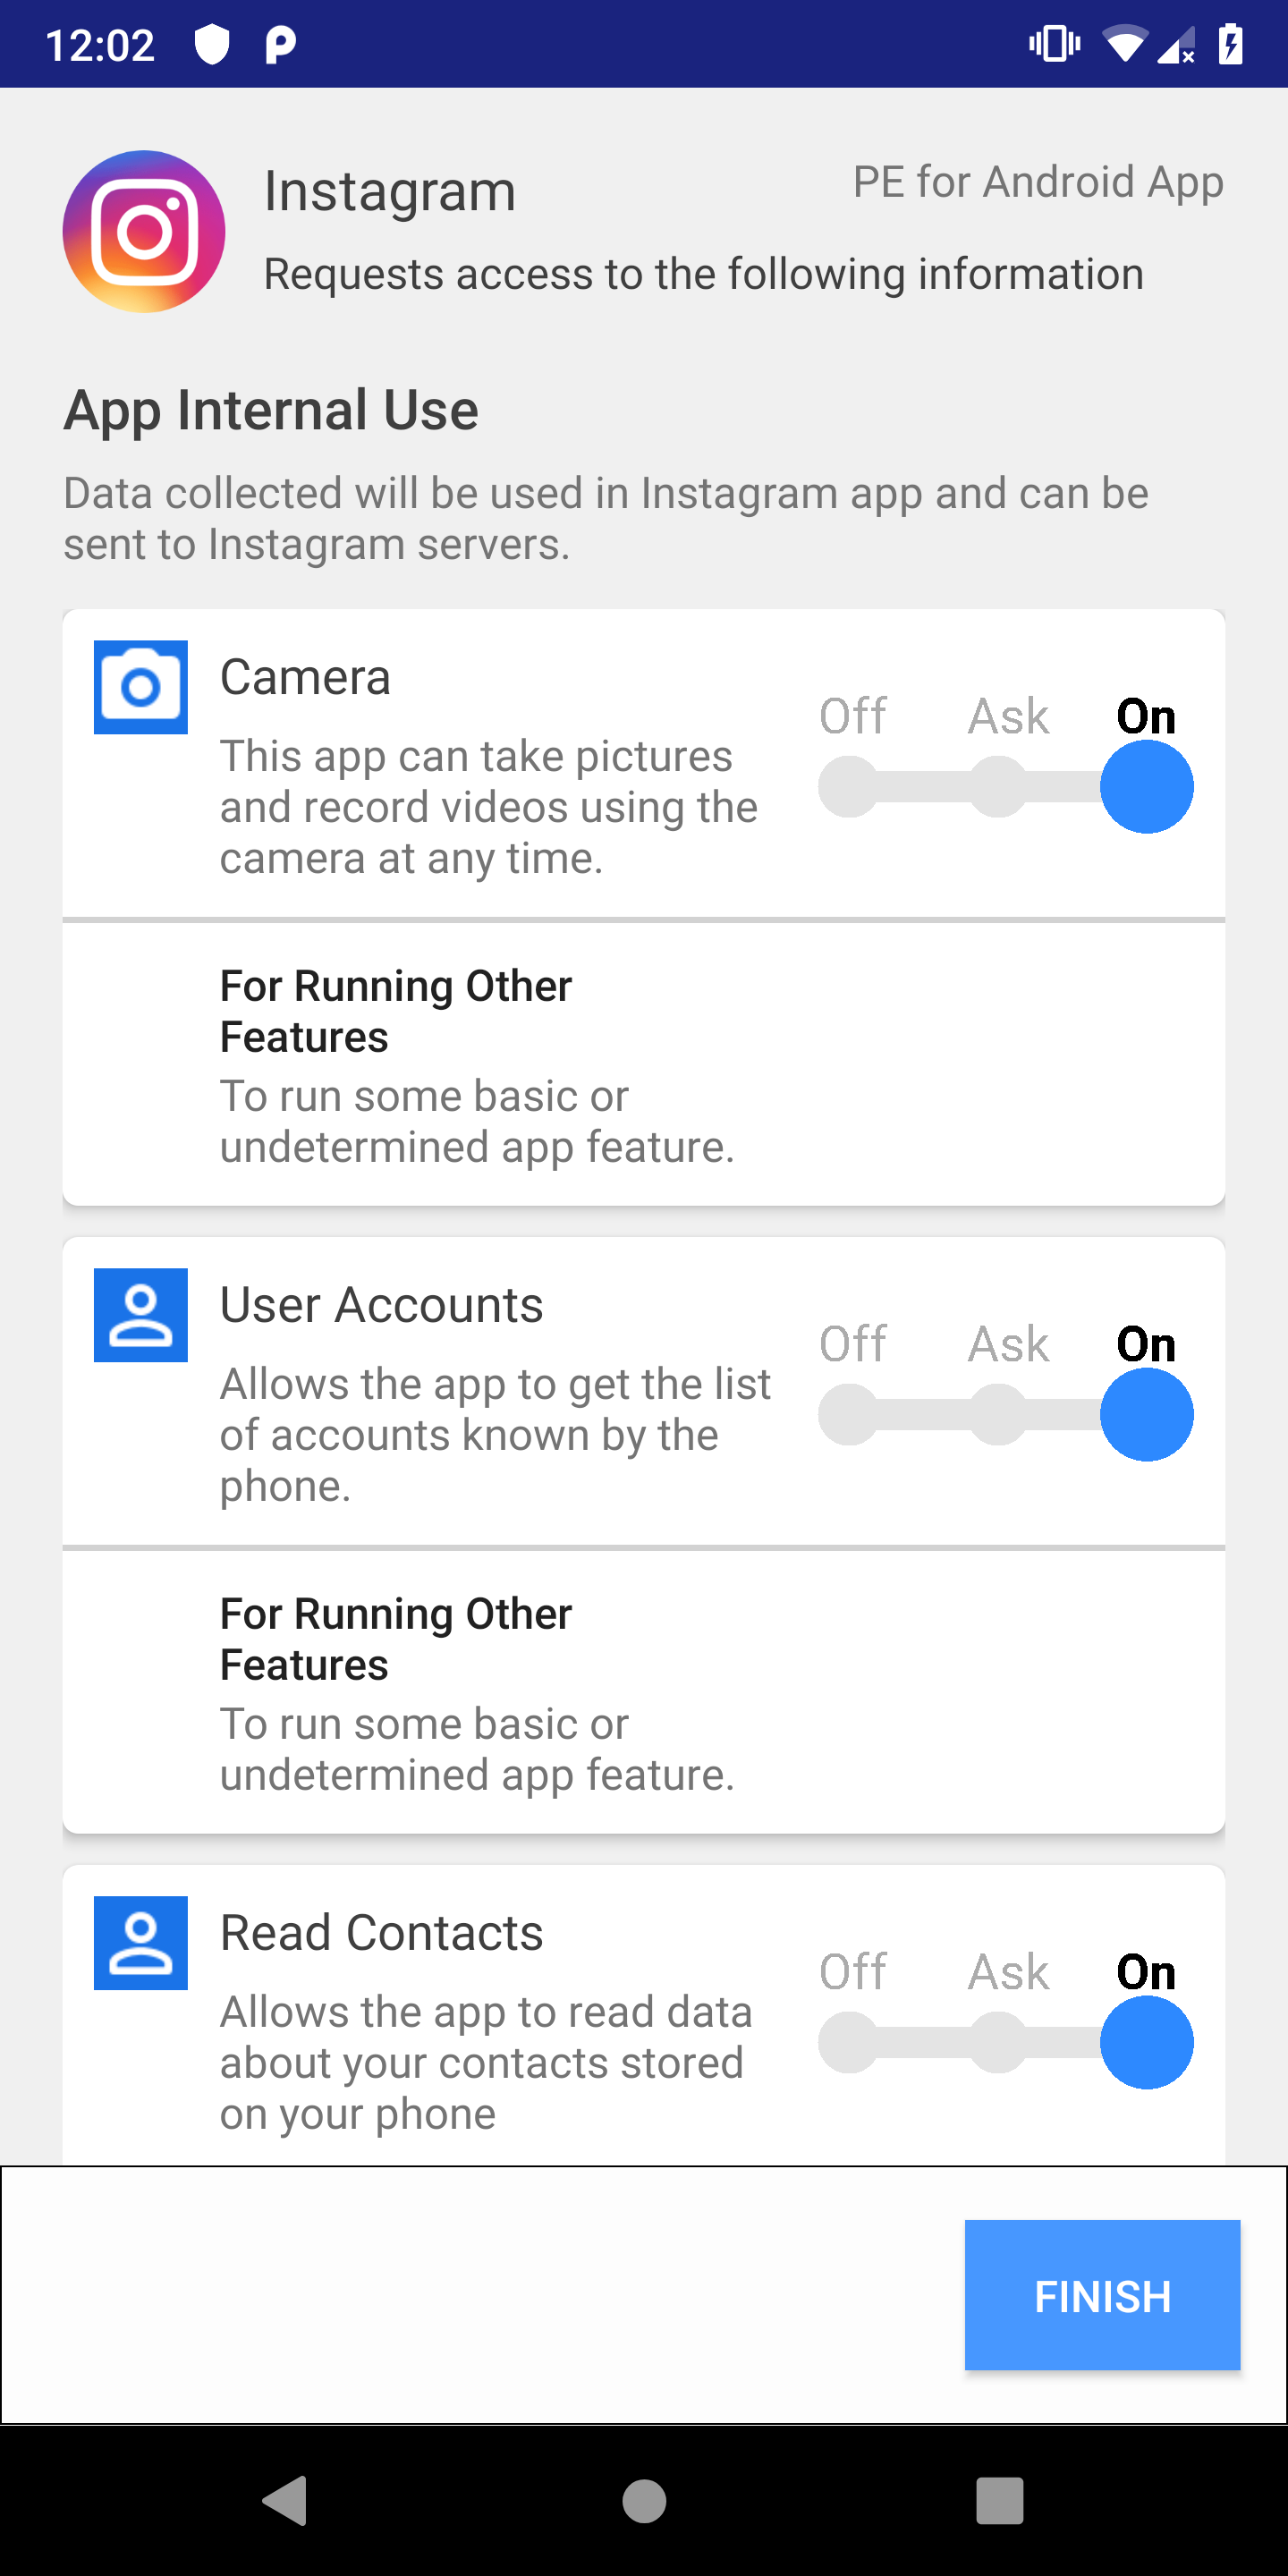 12:02
Instagram
PE for Android App
Requests access to the following information
App Internal Use
Data collected will be used in Instagram app and can be
sent to Instagram servers.
Camera
Off Ask On
This app can take pictures
and record videos using the
camera at any time.
For Running Other
Features
To run some basic or
undetermined app feature.
User Accounts
Off Ask On
Allows the app to get the list
of accounts known by the
phone.
For Running Other
Features
To run some basic or
undetermined app feature.
Read Contacts
Off Ask On
Allows the app to read data
about your contacts stored
on your phone
FINISH